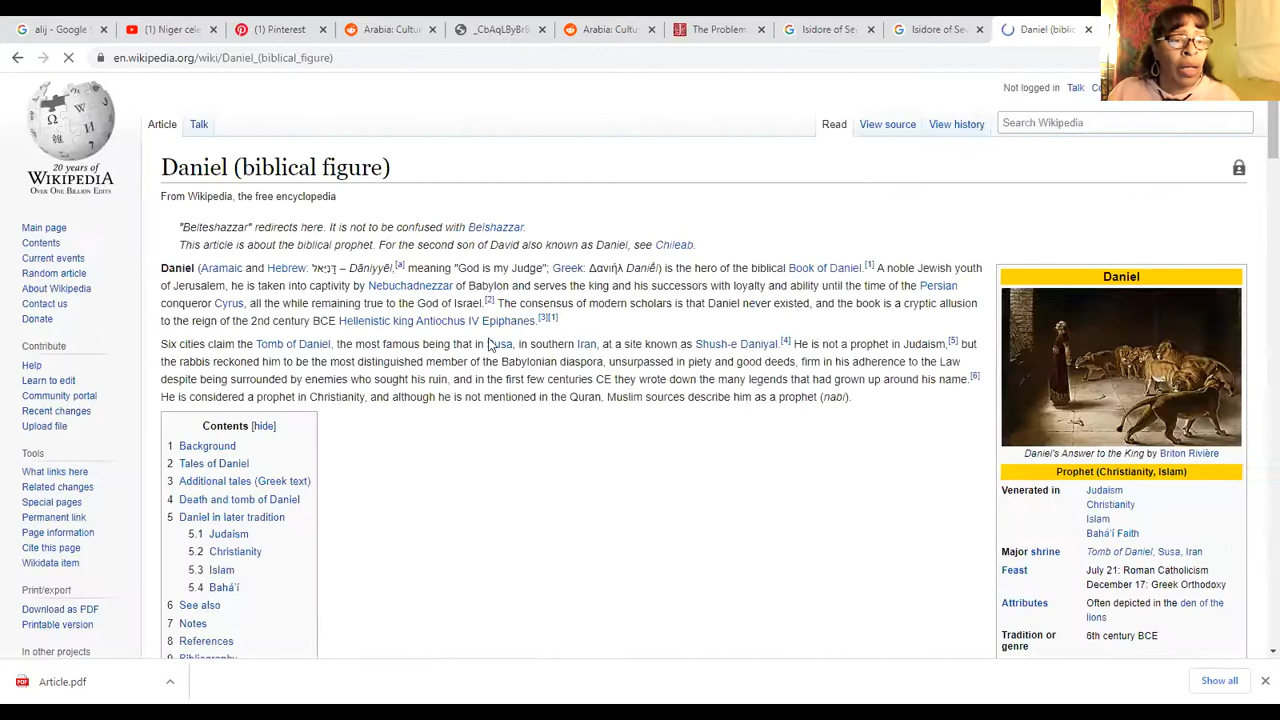 alij - Google S
(1) Niger cele
(1) Pinterest
Arabia: Cultu
_CbAqLByBrE
Arabia: Cultu
The Problem
Isidore of Sev
Isidore of Sev
Daniel (biblic
en.wikipedia.org/wiki/Daniel_(biblical_figure)
Not logged in Talk
20 years of
WIKIPEDIA
OVER ONE BILLION EDITS
Article Talk
Read View source View history
Search Wikipedia
Daniel (biblical figure)
From Wikipedia, the free encyclopedia
"Belteshazzar" redirects here. It is not to be confused with Belshazzar.
This article is about the biblical prophet. For the second son of David also known as Daniel, see Chileab.
Daniel (Aramaic and Hebrew: דָּנִיֵּאל – Dāniyyēl,[a] meaning "God is my Judge"; Greek: Δανιήλ Daniḗl) is the hero of the biblical Book of Daniel.[1] A noble Jewish youth
of Jerusalem, he is taken into captivity by Nebuchadnezzar of Babylon and serves the king and his successors with loyalty and ability until the time of the Persian
conqueror Cyrus, all the while remaining true to the God of Israel.[2] The consensus of modern scholars is that Daniel never existed, and the book is a cryptic allusion
to the reign of the 2nd century BCE Hellenistic king Antiochus IV Epiphanes.[3][1]
Six cities claim the Tomb of Daniel, the most famous being that in Susa, in southern Iran, at a site known as Shush-e Daniyal.[4] He is not a prophet in Judaism,[5] but
the rabbis reckoned him to be the most distinguished member of the Babylonian diaspora, unsurpassed in piety and good deeds, firm in his adherence to the Law
despite being surrounded by enemies who sought his ruin, and in the first few centuries CE they wrote down the many legends that had grown up around his name.[6]
He is considered a prophet in Christianity, and although he is not mentioned in the Quran, Muslim sources describe him as a prophet (nabi).
Contents [hide]
1 Background
2 Tales of Daniel
3 Additional tales (Greek text)
4 Death and tomb of Daniel
5 Daniel in later tradition
5.1 Judaism
5.2 Christianity
5.3 Islam
5.4 Bahá'í
6 See also
7 Notes
8 References
9 Bibliography
Main page
Contents
Current events
Random article
About Wikipedia
Contact us
Donate
Contribute
Help
Learn to edit
Community portal
Recent changes
Upload file
Tools
What links here
Related changes
Special pages
Permanent link
Page information
Cite this page
Wikidata item
Print/export
Download as PDF
Printable version
In other projects
Daniel
Daniel's Answer to the King by Briton Rivière
Prophet (Christianity, Islam)
Venerated in Judaism
Christianity
Islam
Bahá'í Faith
Major shrine Tomb of Daniel, Susa, Iran
Feast July 21: Roman Catholicism
December 17: Greek Orthodoxy
Attributes Often depicted in the den of the
lions
Tradition or 6th century BCE
genre
Article.pdf
Show all